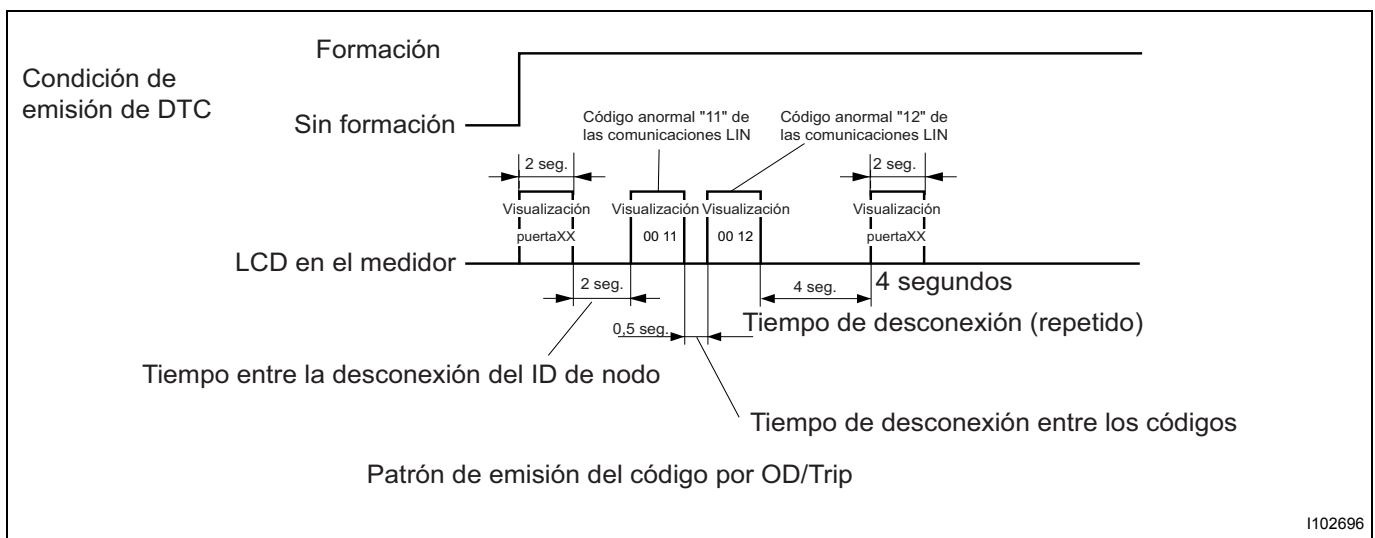 Formación
Condición de
emisión de DTC
Sin formación
Código anormal "11" de
las comunicaciones LIN
Código anormal "12" de
las comunicaciones LIN
2 seg.
2 seg.
Visualización
puertaXX
Visualización
00 11
Visualización
00 12
Visualización
puertaXX
LCD en el medidor
2 seg.
4 seg.
4 segundos
0,5 seg.
Tiempo de desconexión (repetido)
Tiempo entre la desconexión del ID de nodo
Tiempo de desconexión entre los códigos
Patrón de emisión del código por OD/Trip
I102696